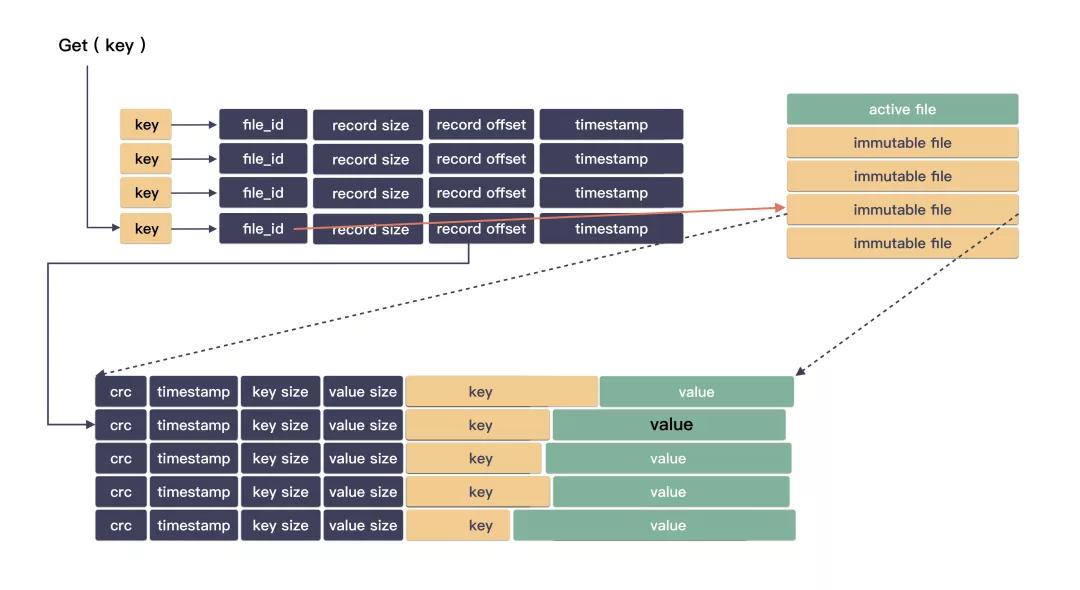 Get ( key )
key file_id record size record offset timestamp
key file_id record size record offset timestamp
key file_id record size record offset timestamp
key file_id record size record offset timestamp
active file
immutable file
immutable file
immutable file
immutable file
crc timestamp key size value size key value
crc timestamp key size value size key value
crc timestamp key size value size key value
crc timestamp key size value size key value
crc timestamp key size value size key value